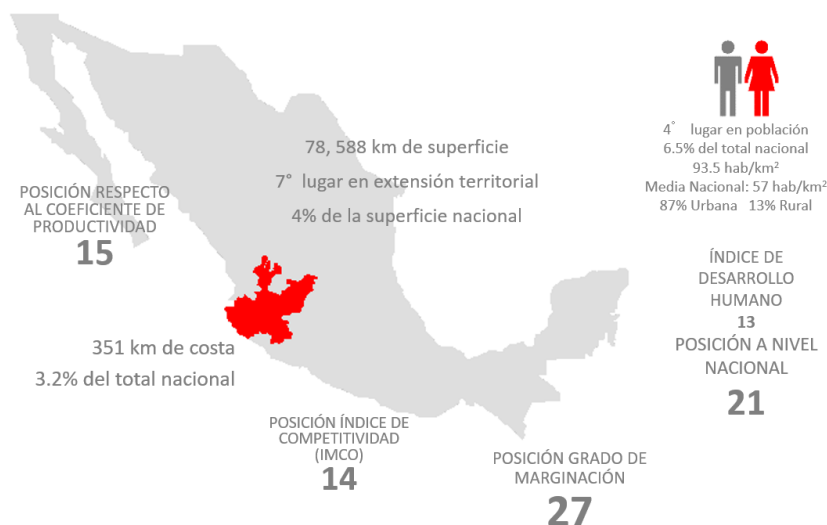 78, 588 km de superficie
7° lugar en extensión territorial
4% de la superficie nacional
4° lugar en población
6.5% del total nacional
93.5 hab/km²
Media Nacional: 57 hab/km²
87% Urbana 13% Rural
POSICIÓN RESPECTO
AL COEFICIENTE DE
PRODUCTIVIDAD
15
351 km de costa
3.2% del total nacional
ÍNDICE DE
DESARROLLO
HUMANO
13
POSICIÓN A NIVEL
NACIONAL
21
POSICIÓN ÍNDICE DE
COMPETITIVIDAD
(IMCO)
14
POSICIÓN GRADO DE
MARGINACIÓN
27